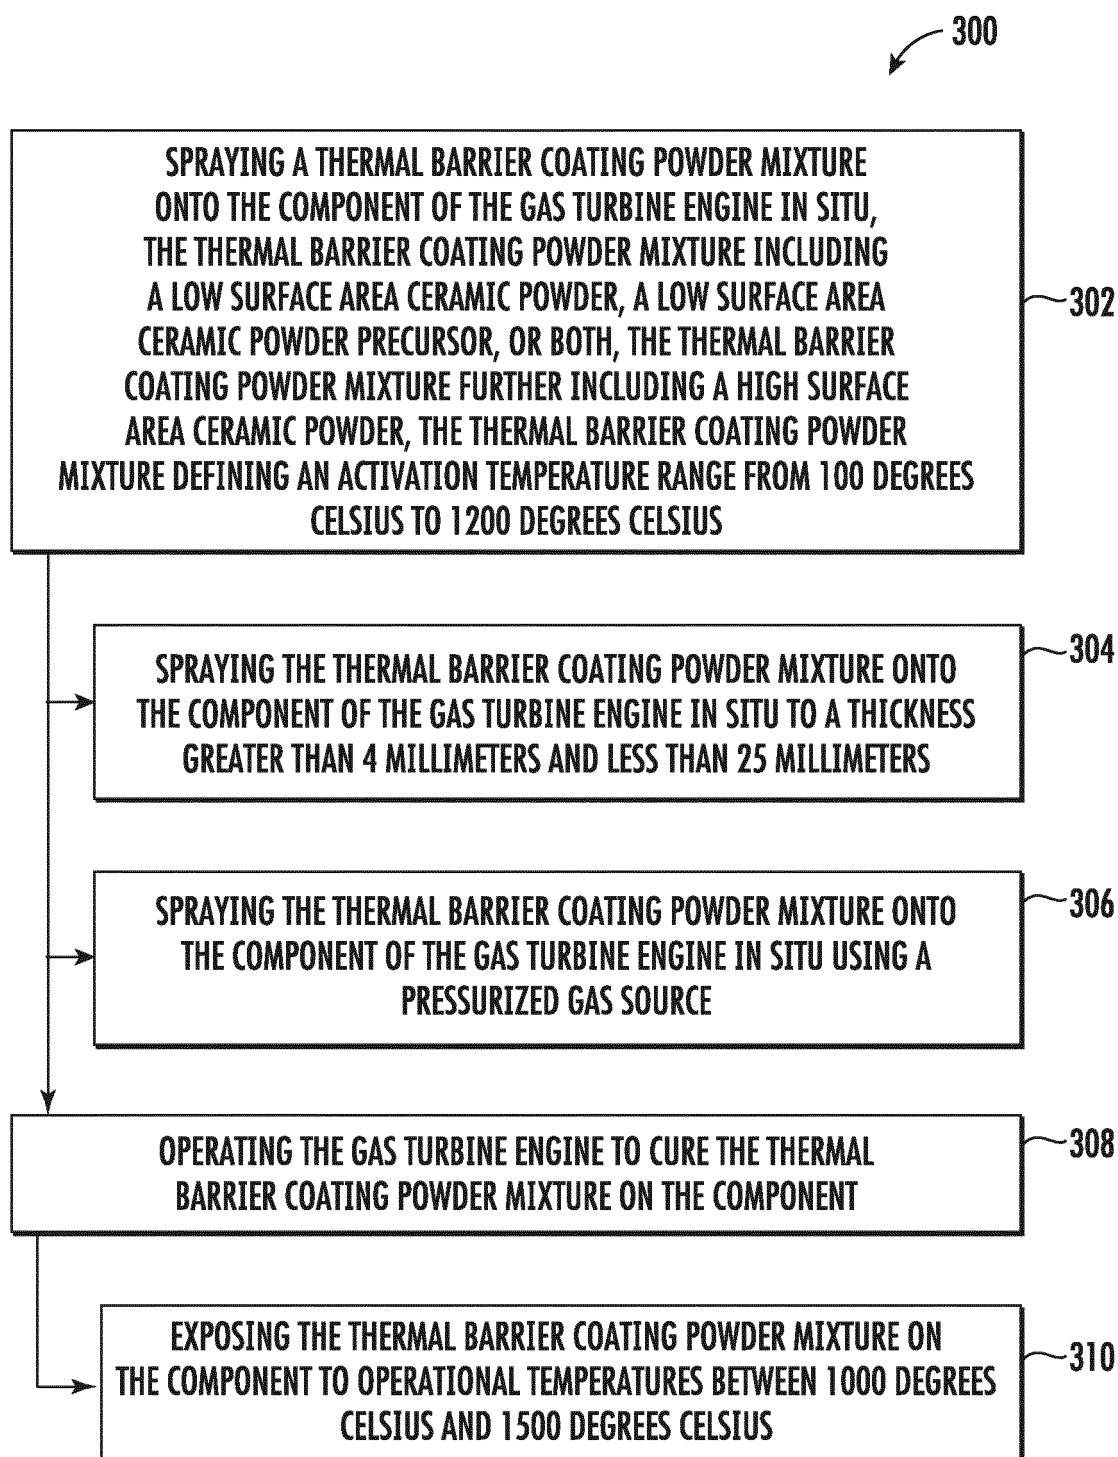 300
SPRAYING A THERMAL BARRIER COATING POWDER MIXTURE
ONTO THE COMPONENT OF THE GAS TURBINE ENGINE IN SITU,
THE THERMAL BARRIER COATING POWDER MIXTURE INCLUDING
A LOW SURFACE AREA CERAMIC POWDER, A LOW SURFACE AREA
CERAMIC POWDER PRECURSOR, OR BOTH, THE THERMAL BARRIER
COATING POWDER MIXTURE FURTHER INCLUDING A HIGH SURFACE
AREA CERAMIC POWDER, THE THERMAL BARRIER COATING POWDER
MIXTURE DEFINING AN ACTIVATION TEMPERATURE RANGE FROM 100 DEGREES
CELSIUS TO 1200 DEGREES CELSIUS
302
SPRAYING THE THERMAL BARRIER COATING POWDER MIXTURE ONTO
THE COMPONENT OF THE GAS TURBINE ENGINE IN SITU TO A THICKNESS
GREATER THAN 4 MILLIMETERS AND LESS THAN 25 MILLIMETERS
304
SPRAYING THE THERMAL BARRIER COATING POWDER MIXTURE ONTO
THE COMPONENT OF THE GAS TURBINE ENGINE IN SITU USING A
PRESSURIZED GAS SOURCE
306
OPERATING THE GAS TURBINE ENGINE TO CURE THE THERMAL
BARRIER COATING POWDER MIXTURE ON THE COMPONENT
308
EXPOSING THE THERMAL BARRIER COATING POWDER MIXTURE ON
THE COMPONENT TO OPERATIONAL TEMPERATURES BETWEEN 1000 DEGREES
CELSIUS AND 1500 DEGREES CELSIUS
310